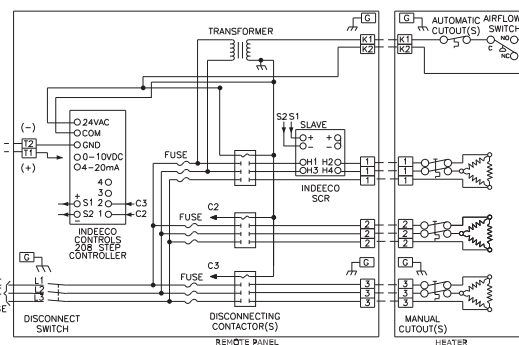 TRANSFORMER
G
K1
K2
G
K1
K2
AUTOMATIC
CUTOUT(S)
AIRFLOW
SWITCH
NO
C
NC
24VAC
COM
GND
0-10VDC
4-20mA
4
3
+
S1 2
S2 1
-
C3
C2
(-)
T2
T1
(+)
INDEECO
CONTROLS
208 STEP
CONTROLLER
FUSE
S2 S1
SLAVE
+ +
- -
H1 H2
H3 H4
INDEECO
SCR
1
1
1
1
1
1
FUSE
C2
2
2
2
2
2
2
G
G
G
FUSE
C3
L1
L2
L3
3
3
3
3
3
3
DISCONNECT
SWITCH
DISCONNECTING
CONTACTOR(S)
MANUAL
CUTOUT(S)
REMOTE PANEL
HEATER